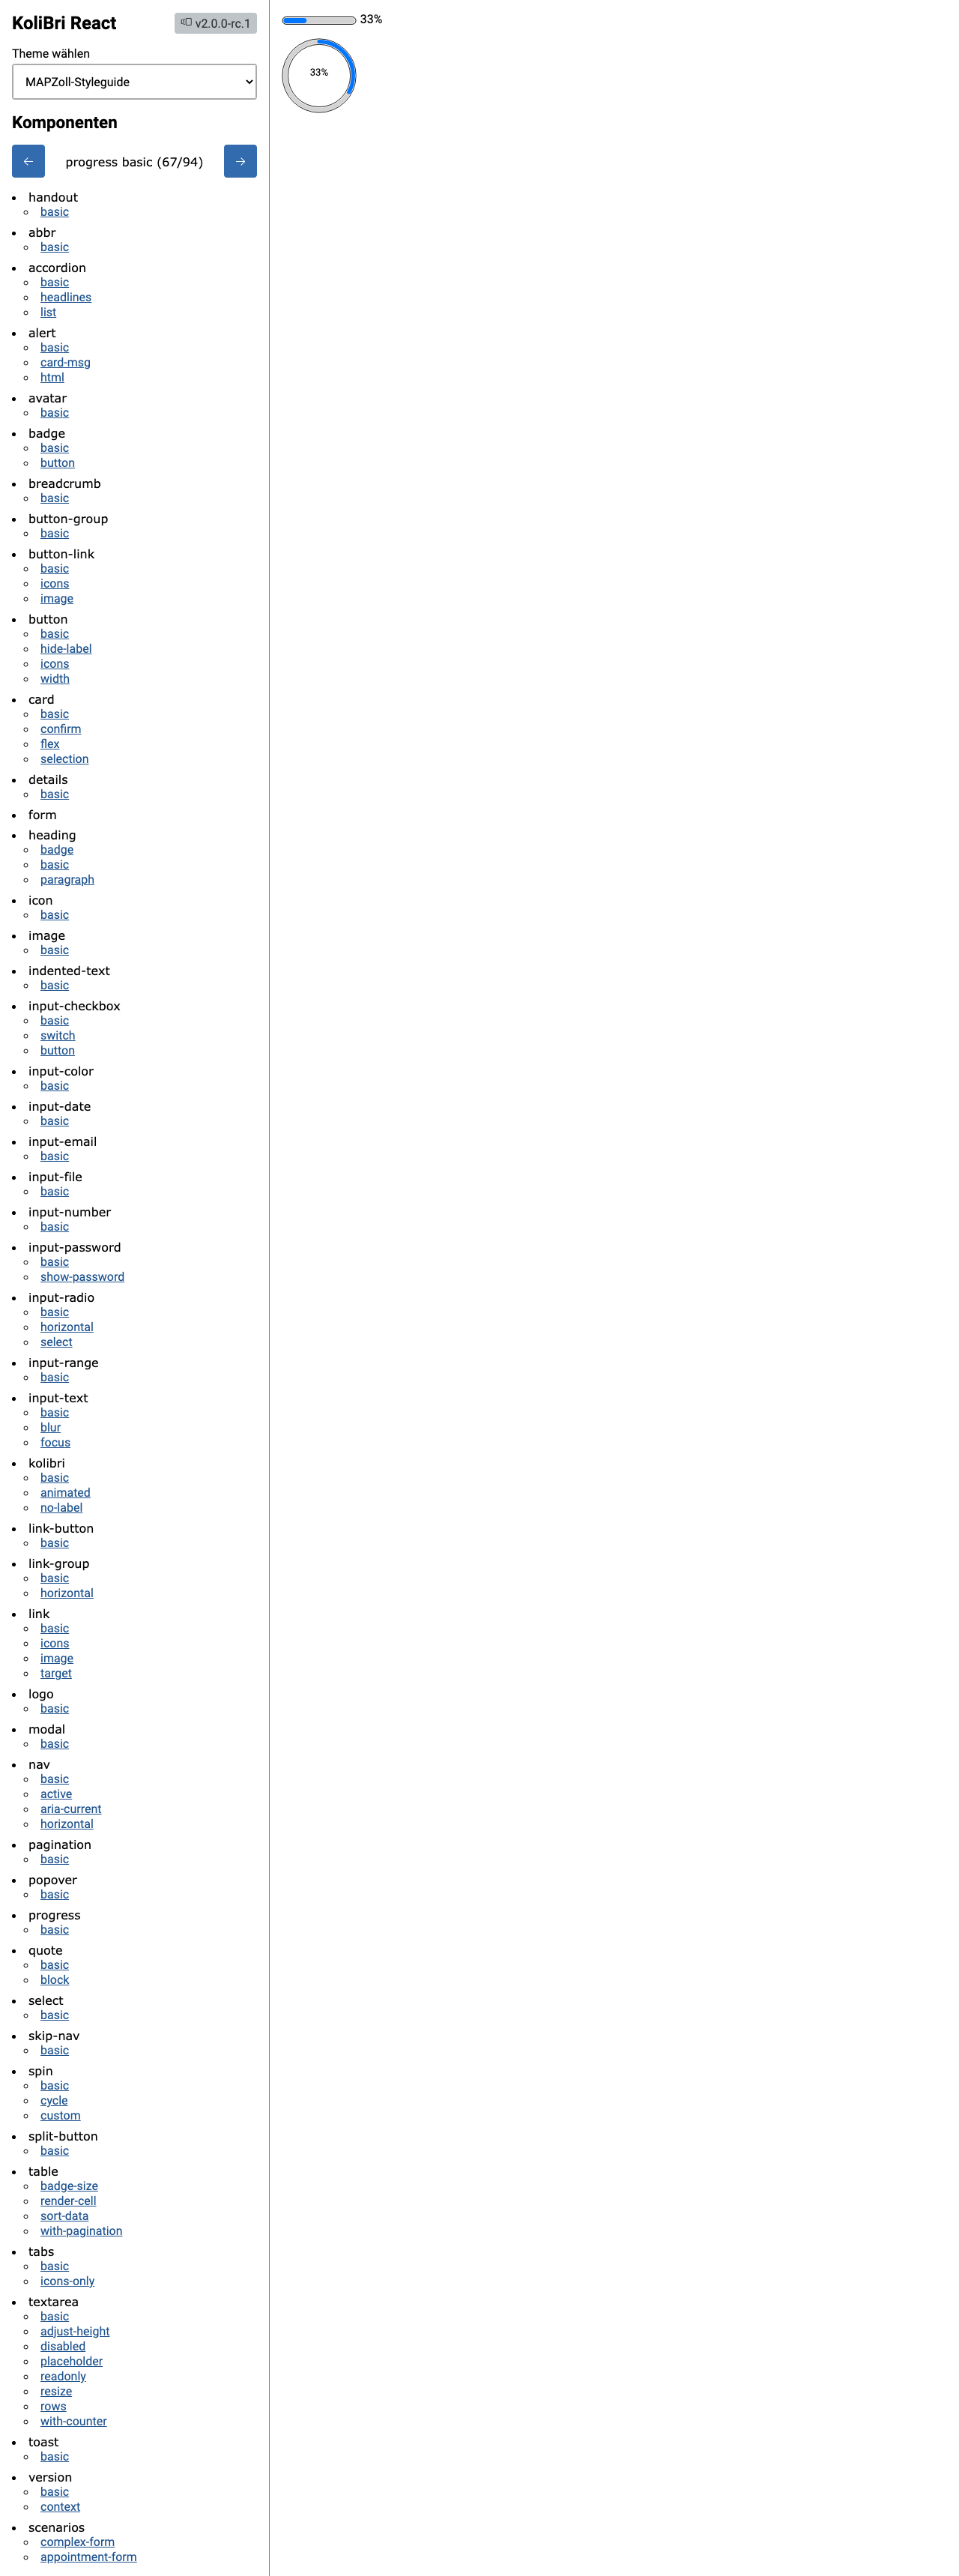 KoliBri React
v2.0.0-rc.1
Theme wählen
MAPZoll-Styleguide
Komponenten
progress basic (67/94)
handout
basic
abbr
basic
accordion
basic
headlines
list
alert
basic
card-msg
html
avatar
basic
badge
basic
button
breadcrumb
basic
button-group
basic
button-link
basic
icons
image
button
basic
hide-label
icons
width
card
basic
confirm
flex
selection
details
basic
form
heading
badge
basic
paragraph
icon
basic
image
basic
indented-text
basic
input-checkbox
basic
switch
button
input-color
basic
input-date
basic
input-email
basic
input-file
basic
input-number
basic
input-password
basic
show-password
input-radio
basic
horizontal
select
input-range
basic
input-text
basic
blur
focus
kolibri
basic
animated
no-label
link-button
basic
link-group
basic
horizontal
link
basic
icons
image
target
logo
basic
modal
basic
nav
basic
active
aria-current
horizontal
pagination
basic
popover
basic
progress
basic
quote
basic
block
select
basic
skip-nav
basic
spin
basic
cycle
custom
split-button
basic
table
badge-size
render-cell
sort-data
with-pagination
tabs
basic
icons-only
textarea
basic
adjust-height
disabled
placeholder
readonly
resize
rows
with-counter
toast
basic
version
basic
context
scenarios
complex-form
appointment-form
33%
33%